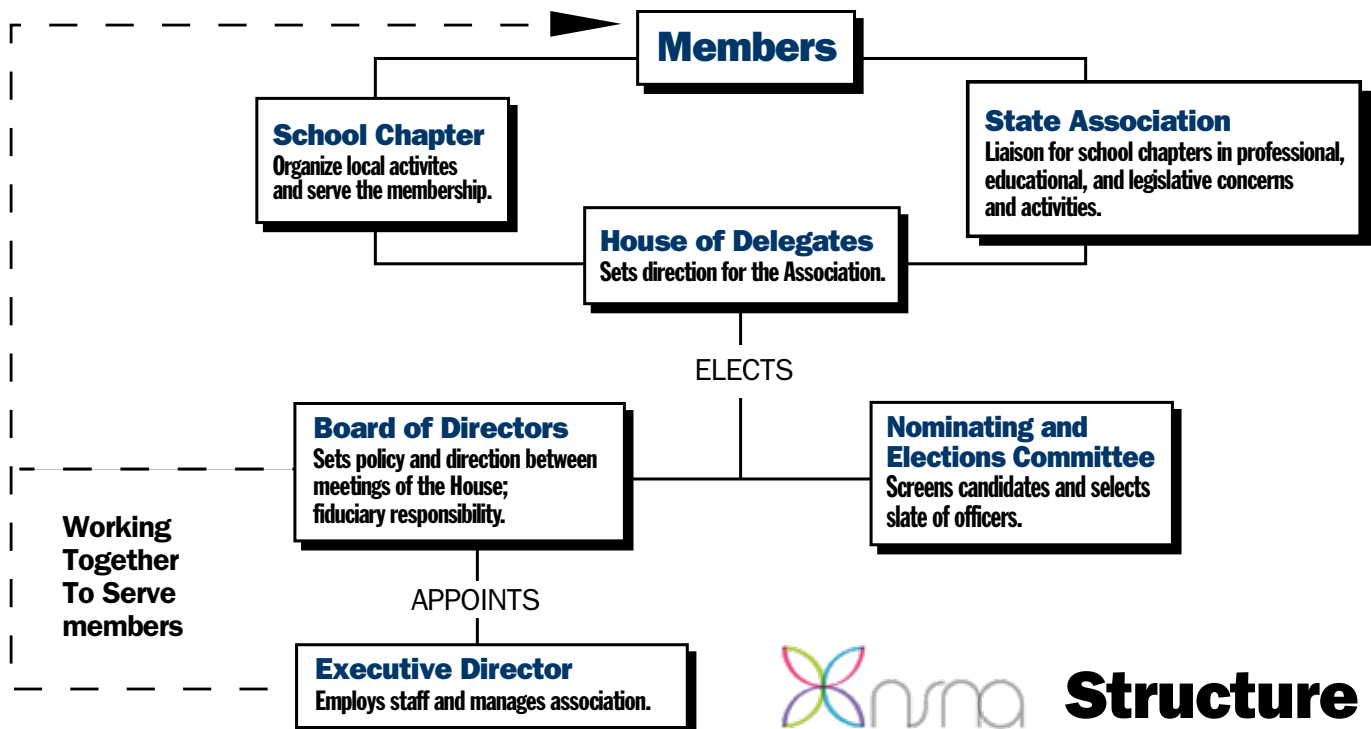 Members
School Chapter
Organize local activites
and serve the membership.
State Association
Liaison for school chapters in professional,
educational, and legislative concerns
and activities.
House of Delegates
Sets direction for the Association.
ELECTS
Board of Directors
Sets policy and direction between
meetings of the House;
fiduciary responsibility.
Nominating and
Elections Committee
Screens candidates and selects
slate of officers.
Working
Together
To Serve
members
APPOINTS
Executive Director
Employs staff and manages association.
nsna
Structure